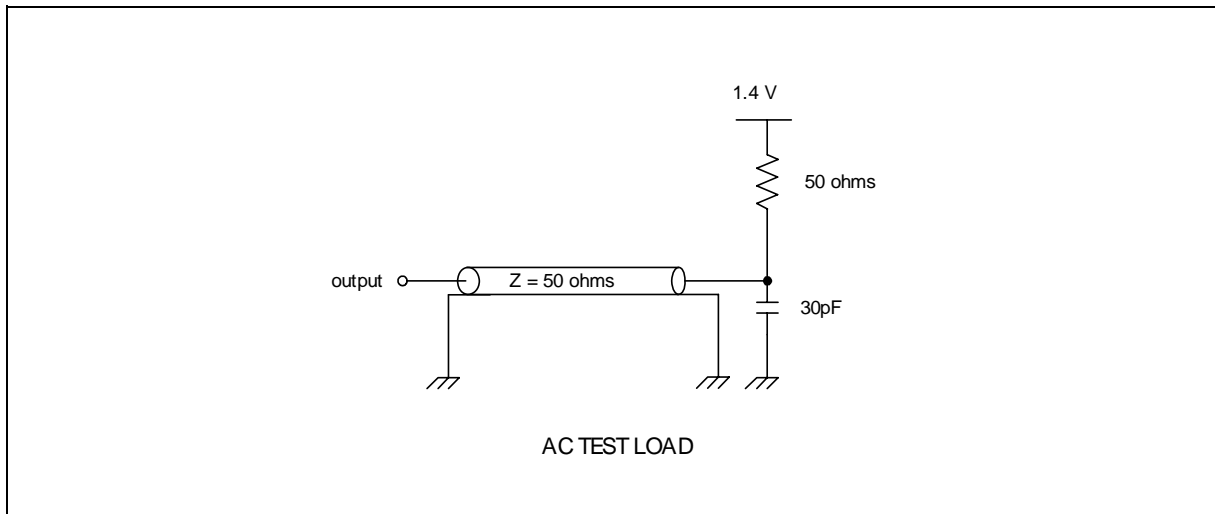 1.4 V
50 ohms
output
Z = 50 ohms
30pF
AC TEST LOAD